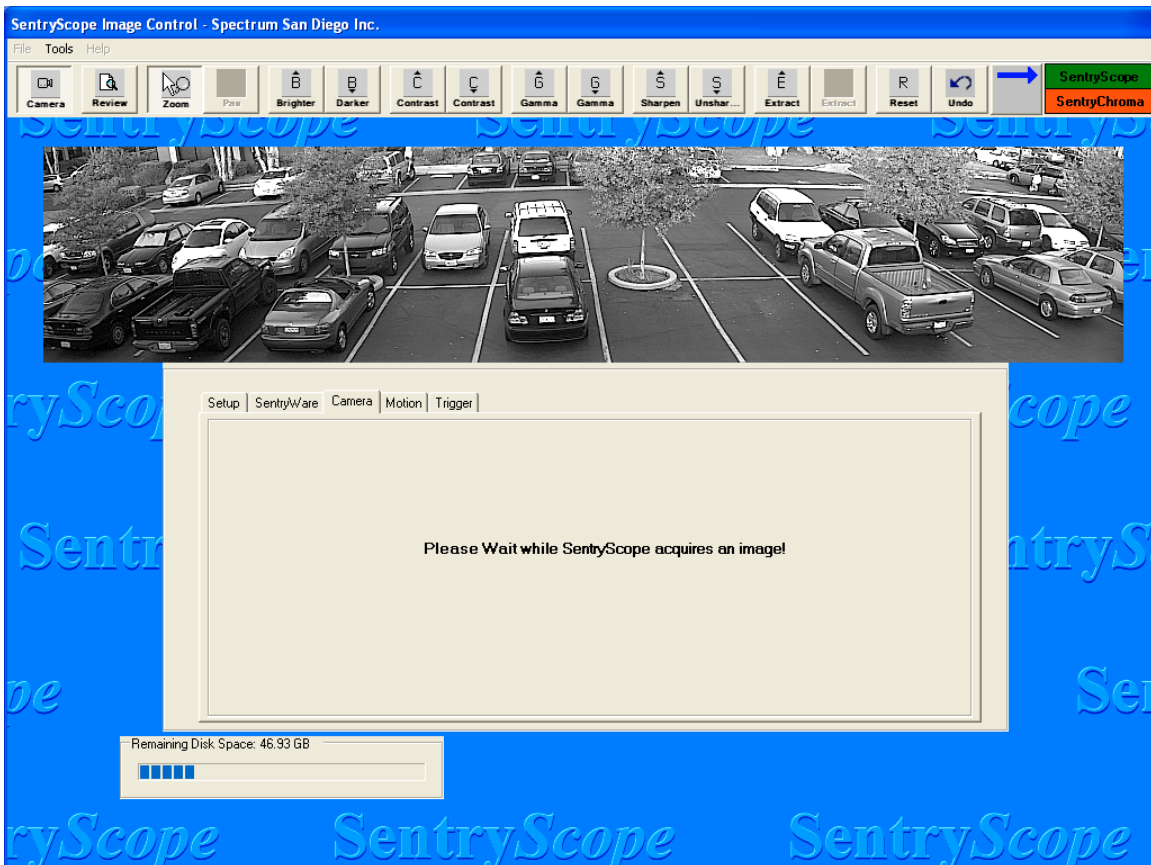 SentryScope Image Control - Spectrum San Diego Inc.
File Tools Help
Camera Review Zoom Pan B Brighter B Darker C Contrast C Contrast G Gamma G Gamma S Sharpen S Unshar... E Extract Extract R Reset Undo
SentryScope
SentryChroma
Setup SentryWare Camera Motion Trigger
Please Wait while SentryScope acquires an image!
Remaining Disk Space: 46.93 GB
SentryScope SentryScope